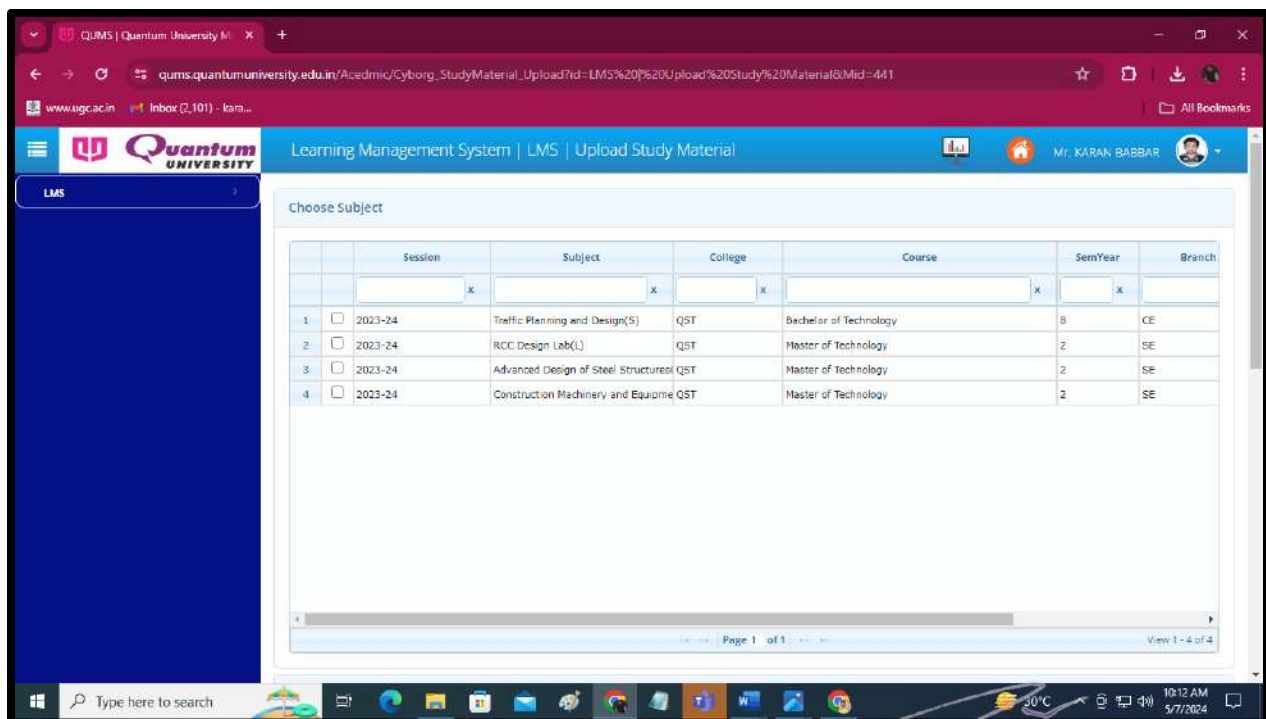 QUMS | Quantum University M
qums.quantumuniversity.edu.in/Acedmic/Cyborg_StudyMaterial_Upload?id=LMS%20|%20Upload%20Study%20Material&Mid=441
www.ugc.ac.in Inbox (2,101) - kara... All Bookmarks
Quantum
UNIVERSITY
Learning Management System | LMS | Upload Study Material
Mr. KARAN BABBAR
LMS
Choose Subject
Session Subject College Course SemYear Branch
x x x x x
1 2023-24 Traffic Planning and Design(S) QST Bachelor of Technology 8 CE
2 2023-24 RCC Design Lab(L) QST Master of Technology 2 SE
3 2023-24 Advanced Design of Steel Structures( QST Master of Technology 2 SE
4 2023-24 Construction Machinery and Equipme QST Master of Technology 2 SE
Page 1 of 1 View 1 - 4 of 4
Type here to search 30°C 10:12 AM
5/7/2024